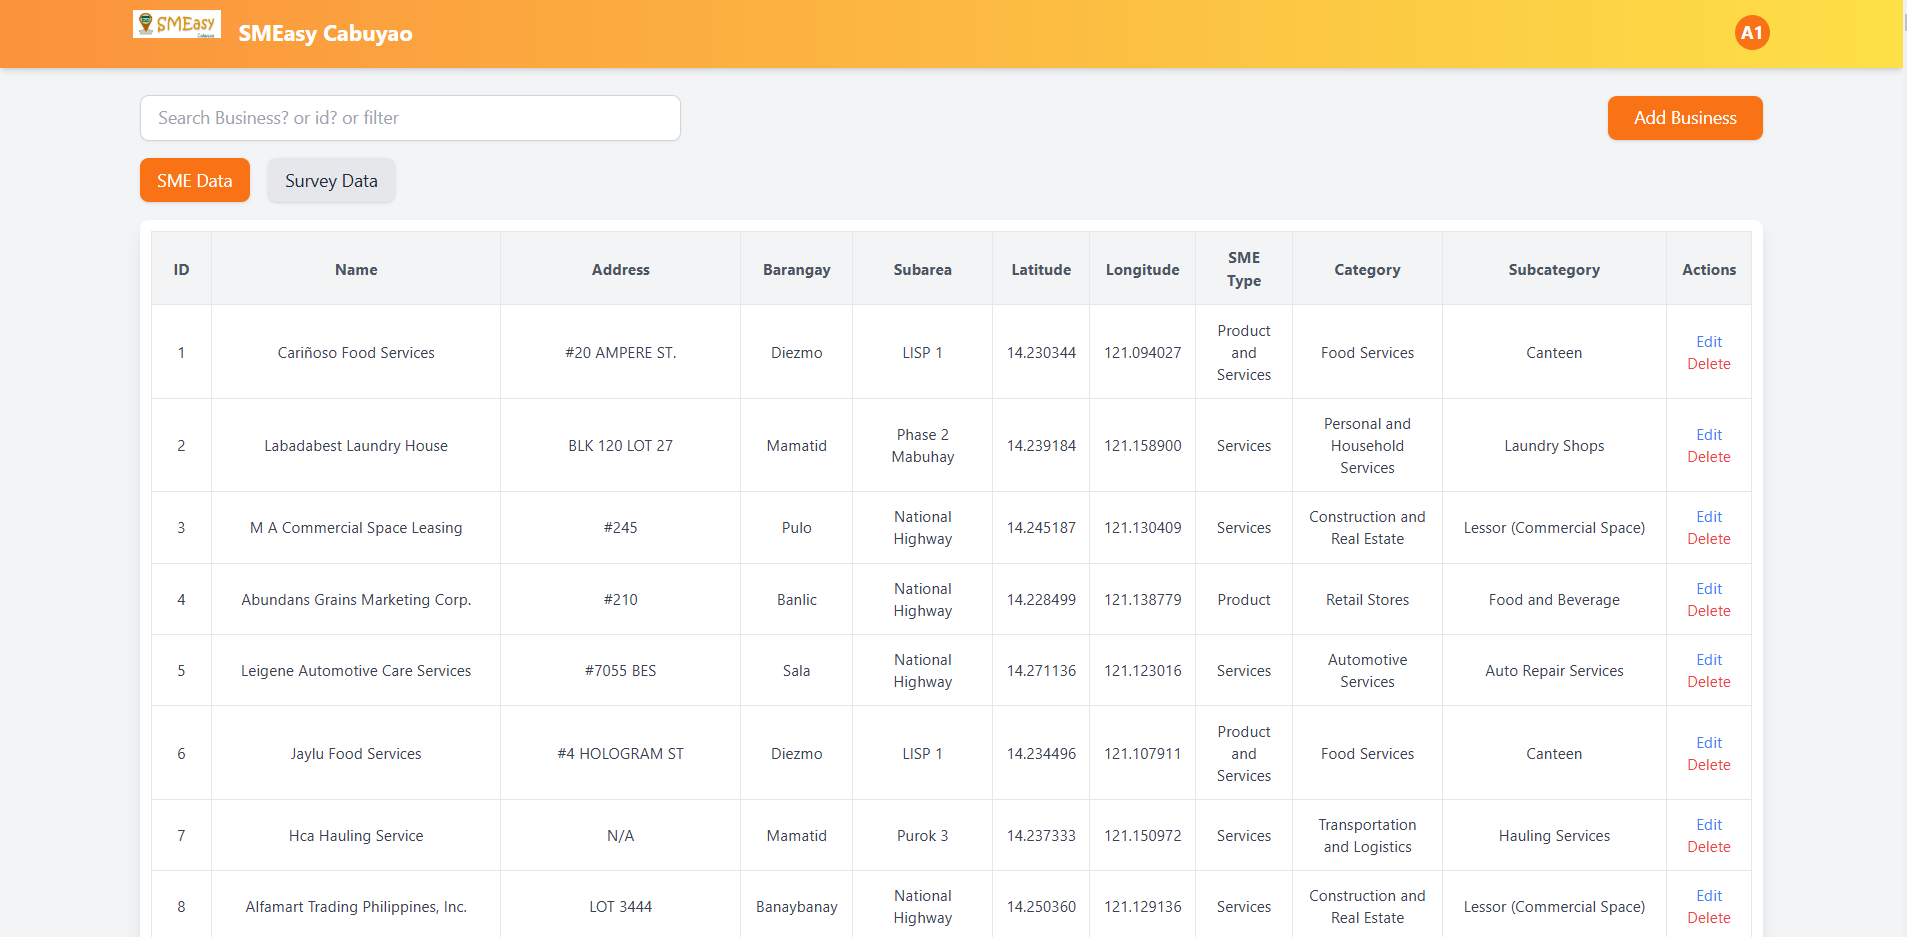 SMEasy
SMEasy Cabuyao
A1
Search Business? or id? or filter
Add Business
SME Data
Survey Data
ID Name Address Barangay Subarea Latitude Longitude SME Type Category Subcategory Actions
1 Cariñoso Food Services #20 AMPERE ST. Diezmo LISP 1 14.230344 121.094027 Product and Services Food Services Canteen Edit Delete
2 Labadabest Laundry House BLK 120 LOT 27 Mamatid Phase 2 Mabuhay 14.239184 121.158900 Services Personal and Household Services Laundry Shops Edit Delete
3 M A Commercial Space Leasing #245 Pulo National Highway 14.245187 121.130409 Services Construction and Real Estate Lessor (Commercial Space) Edit Delete
4 Abundans Grains Marketing Corp. #210 Banlic National Highway 14.228499 121.138779 Product Retail Stores Food and Beverage Edit Delete
5 Leigene Automotive Care Services #7055 BES Sala National Highway 14.271136 121.123016 Services Automotive Services Auto Repair Services Edit Delete
6 Jaylu Food Services #4 HOLOGRAM ST Diezmo LISP 1 14.234496 121.107911 Product and Services Food Services Canteen Edit Delete
7 Hca Hauling Service N/A Mamatid Purok 3 14.237333 121.150972 Services Transportation and Logistics Hauling Services Edit Delete
8 Alfamart Trading Philippines, Inc. LOT 3444 Banaybanay National Highway 14.250360 121.129136 Services Construction and Real Estate Lessor (Commercial Space) Edit Delete